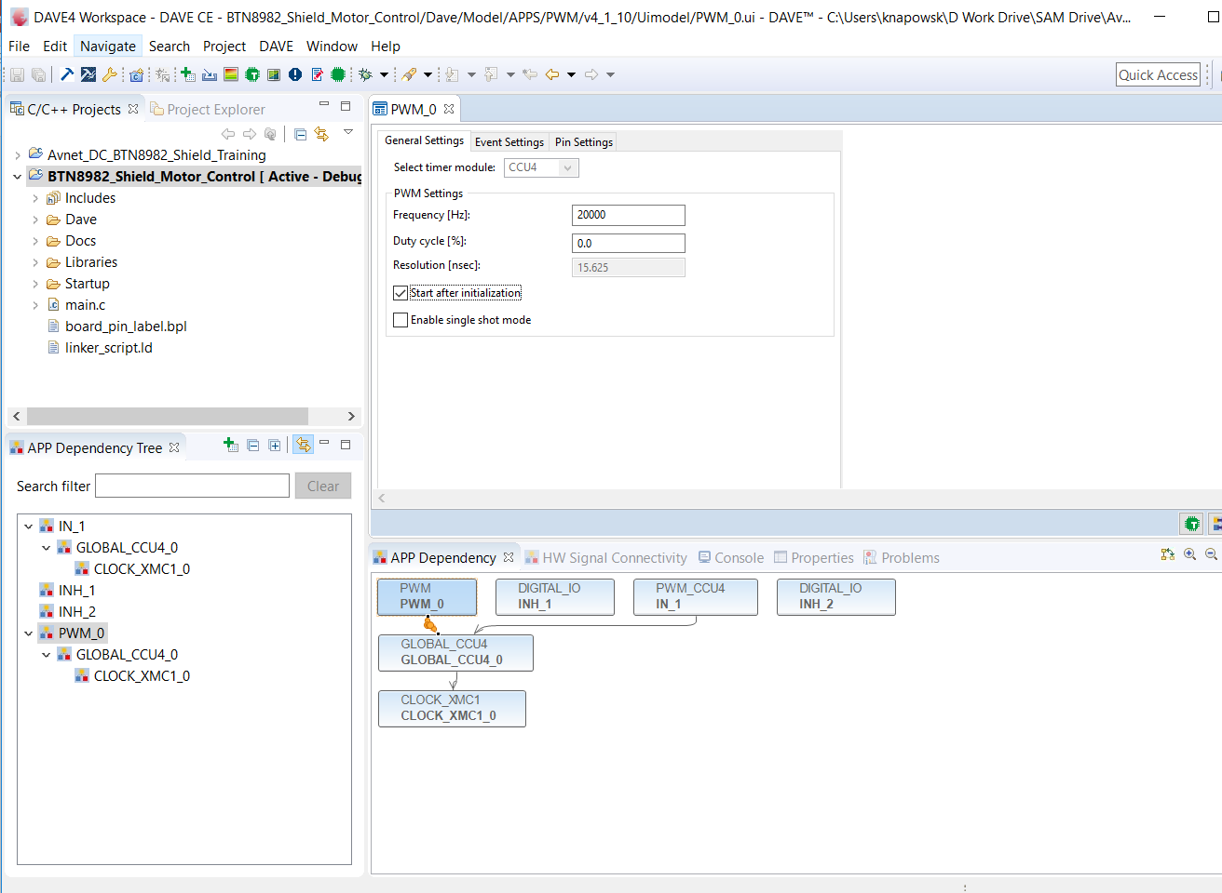 DAVE4 Workspace - DAVE CE - BTN8982_Shield_Motor_Control/Dave/Model/APPS/PWM/v4_1_10/Uimodel/PWM_0.ui - DAVE™ - C:\Users\knapowsk\D Work Drive\SAM Drive\Av...
File Edit Navigate Search Project DAVE Window Help
Quick Access
C/C++ Projects Project Explorer
Avnet_DC_BTN8982_Shield_Training
BTN8982_Shield_Motor_Control [ Active - Debug
Includes
Dave
Docs
Libraries
Startup
main.c
board_pin_label.bpl
linker_script.ld
PWM_0
General Settings Event Settings Pin Settings
Select timer module: CCU4
PWM Settings
Frequency [Hz]: 20000
Duty cycle [%]: 0.0
Resolution [nsec]: 15.625
Start after initialization
Enable single shot mode
APP Dependency Tree
Search filter Clear
IN_1
GLOBAL_CCU4_0
CLOCK_XMC1_0
INH_1
INH_2
PWM_0
GLOBAL_CCU4_0
CLOCK_XMC1_0
APP Dependency HW Signal Connectivity Console Properties Problems
PWM
PWM_0
DIGITAL_IO
INH_1
PWM_CCU4
IN_1
DIGITAL_IO
INH_2
GLOBAL_CCU4
GLOBAL_CCU4_0
CLOCK_XMC1
CLOCK_XMC1_0